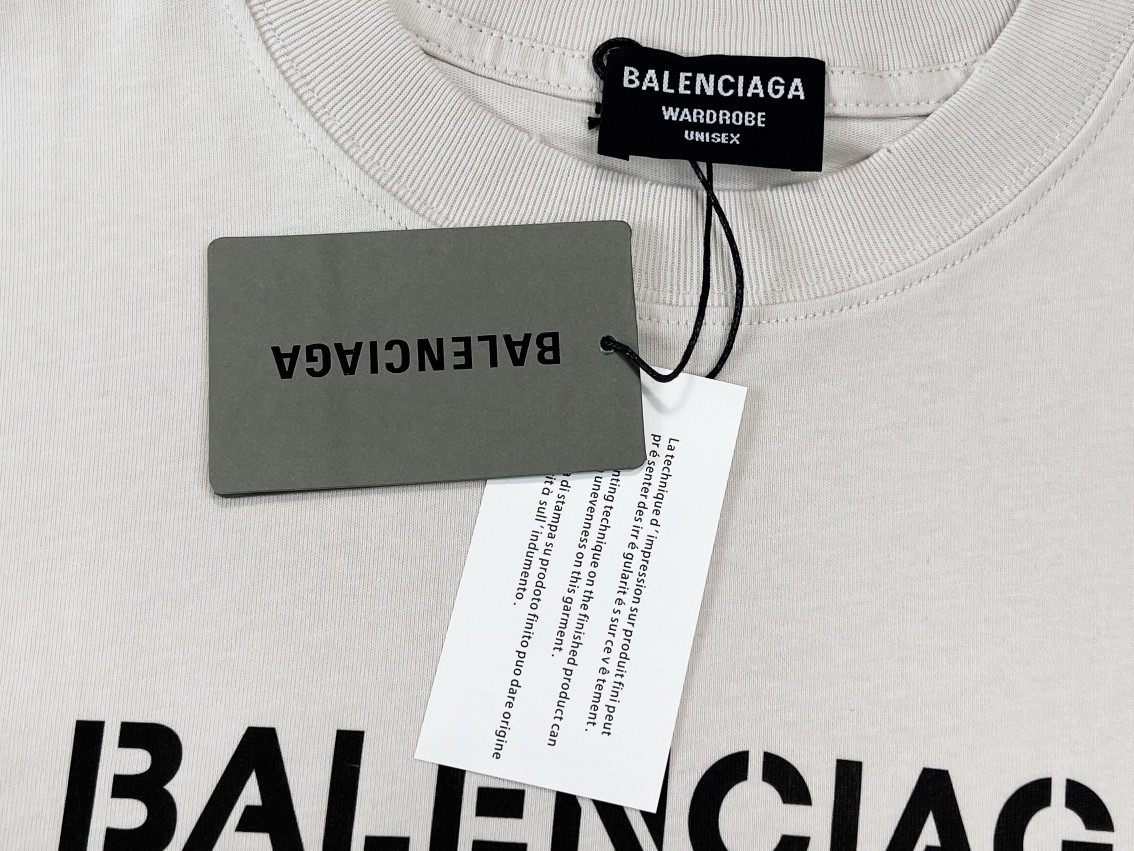 BALENCIAGA
WARDROBE
UNISEX
BALENCIAGA
La technique d'impression sur produit fini peut
pr é senter des irr é gularit é s sur ce v ê tement.
technique on the finished product can
unevenness on this garment.
di stampa su prodoto finito puo dare origine
à sull'indumento.
BALENCIAG